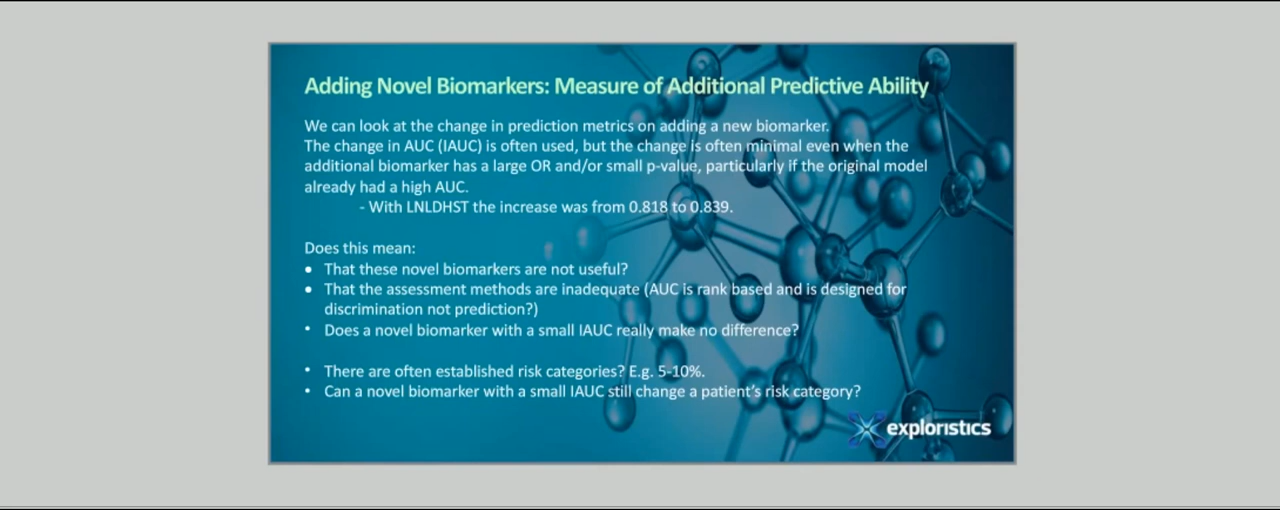 Adding Novel Biomarkers: Measure of Additional Predictive Ability
We can look at the change in prediction metrics on adding a new biomarker.
The change in AUC (IAUC) is often used, but the change is often minimal even when the
additional biomarker has a large OR and/or small p-value, particularly if the original model
already had a high AUC.
- With LNLDHST the increase was from 0.818 to 0.839.
Does this mean:
• That these novel biomarkers are not useful?
• That the assessment methods are inadequate (AUC is rank based and is designed for
discrimination not prediction?)
• Does a novel biomarker with a small IAUC really make no difference?
• There are often established risk categories? E.g. 5-10%.
• Can a novel biomarker with a small IAUC still change a patient's risk category?
exploristics